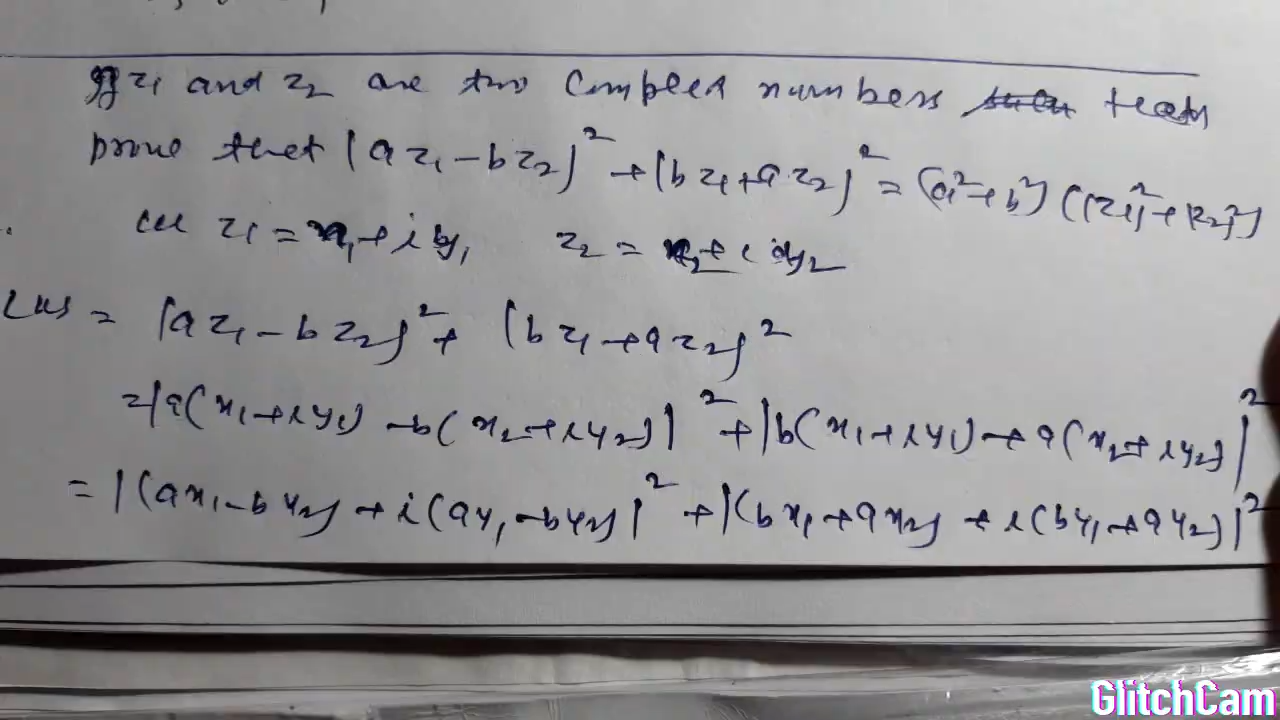 If z₁ and z₂ are two complex numbers then
prove that |az₁ - bz₂|² + |bz₁ + az₂|² = (a² + b²) (|z₁|² + |z₂|²)
z₁ = x₁ + iy₁ z₂ = x₂ + iy₂
LHS = |az₁ - bz₂|² + |bz₁ + az₂|²
= |a(x₁ + iy₁) - b(x₂ + iy₂)|² + |b(x₁ + iy₁) + a(x₂ + iy₂)|²
= |(ax₁ - by₂) + i(ay₁ - by₂)|² + |(bx₁ + ax₂) + i(by₁ + ay₂)|²
GlitchCam